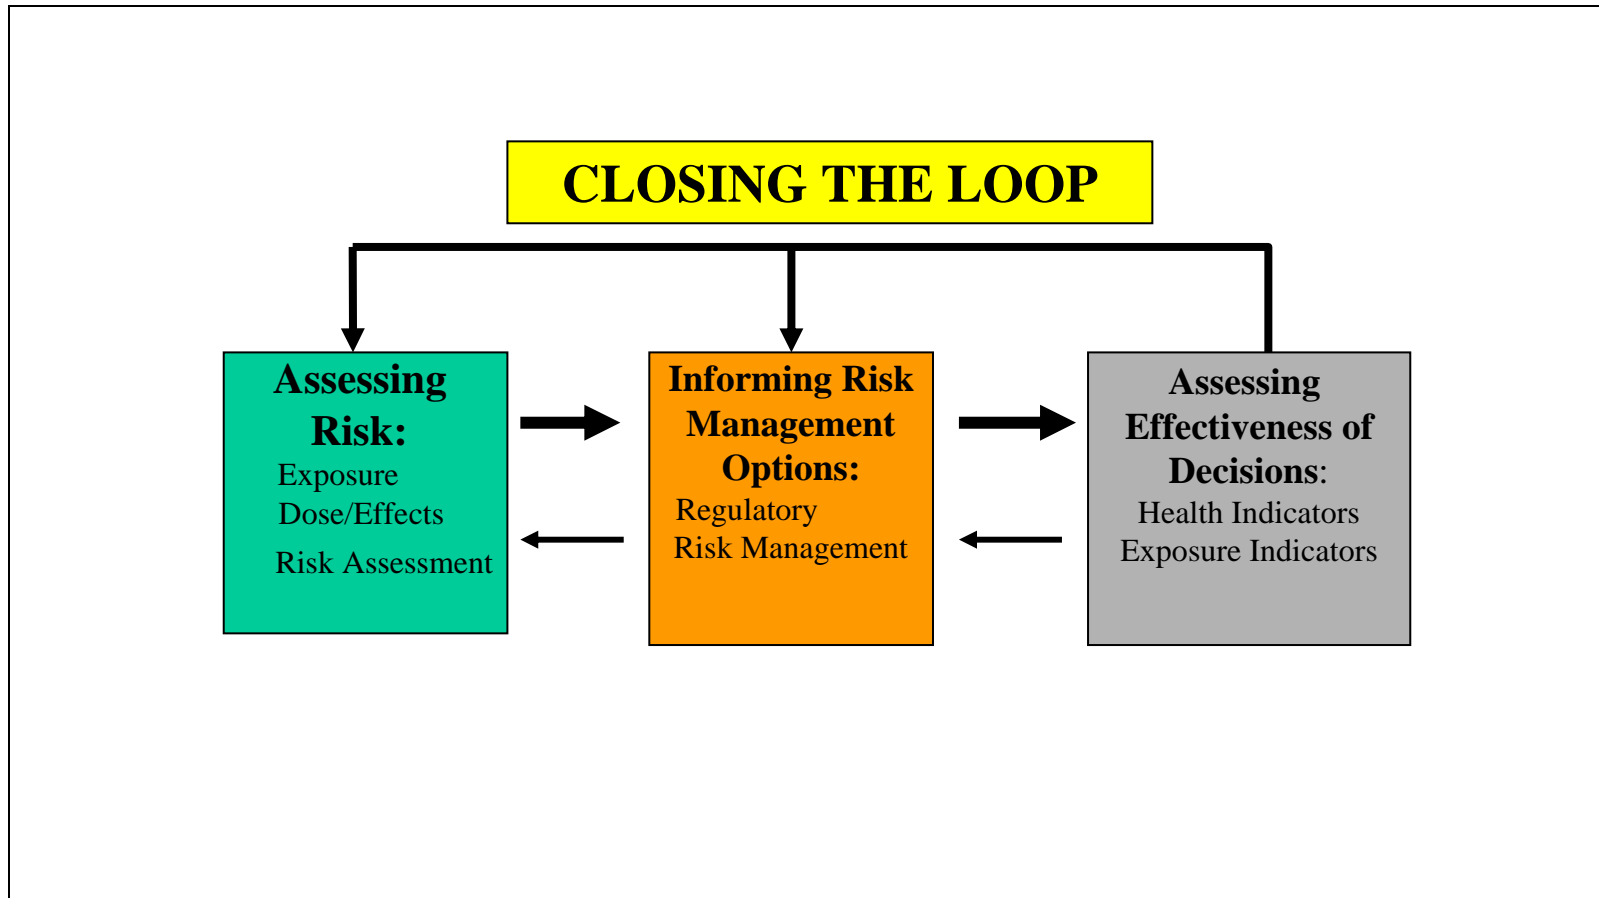 CLOSING THE LOOP
Assessing
Risk:
Exposure
Dose/Effects
Risk Assessment
Informing Risk
Management
Options:
Regulatory
Risk Management
Assessing
Effectiveness of
Decisions:
Health Indicators
Exposure Indicators